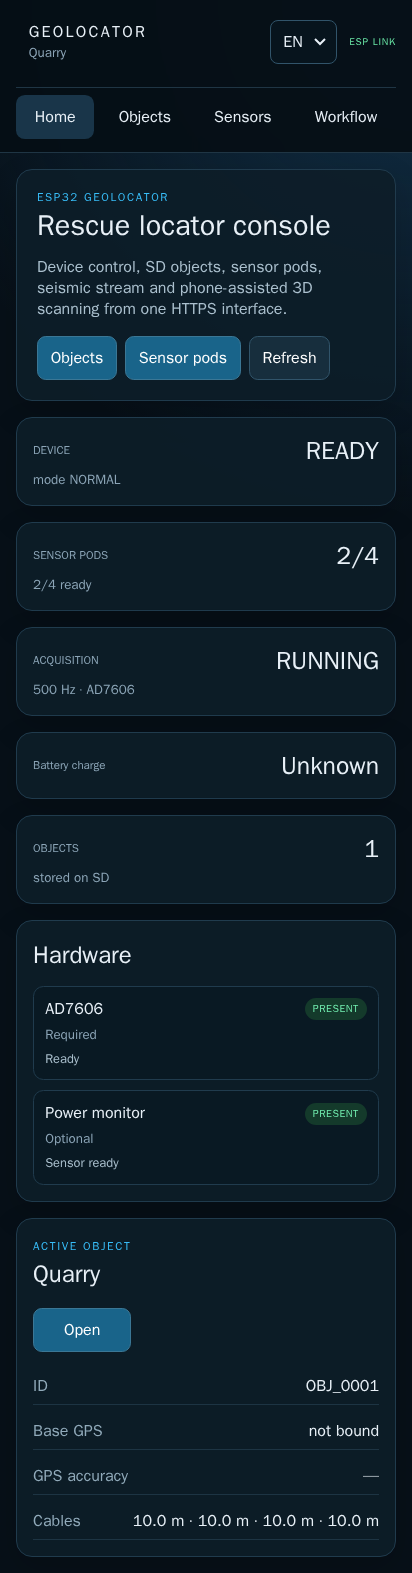 GEOLOCATOR
Quarry
EN
ESP LINK
Home Objects Sensors Workflow
ESP32 GEOLOCATOR
Rescue locator console
Device control, SD objects, sensor pods,
seismic stream and phone-assisted 3D
scanning from one HTTPS interface.
Objects Sensor pods Refresh
DEVICE READY
mode NORMAL
SENSOR PODS 2/4
2/4 ready
ACQUISITION RUNNING
500 Hz · AD7606
Battery charge Unknown
OBJECTS 1
stored on SD
Hardware
AD7606 PRESENT
Required
Ready
Power monitor PRESENT
Optional
Sensor ready
ACTIVE OBJECT
Quarry
Open
ID OBJ_0001
Base GPS not bound
GPS accuracy —
Cables 10.0 m · 10.0 m · 10.0 m · 10.0 m